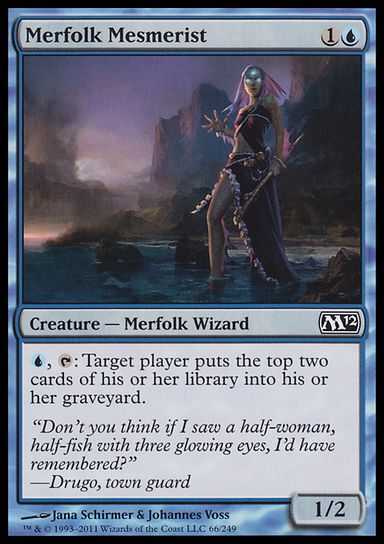 Merfolk Mesmerist 1
Creature — Merfolk Wizard M12
: Target player puts the top two
cards of his or her library into his or
her graveyard.
“Don’t you think if I saw a half-woman,
half-fish with three glowing eyes, I’d have
remembered?”
—Drugo, town guard
Jana Schirmer & Johannes Voss
™ & © 1993–2011 Wizards of the Coast LLC 66/249
1/2